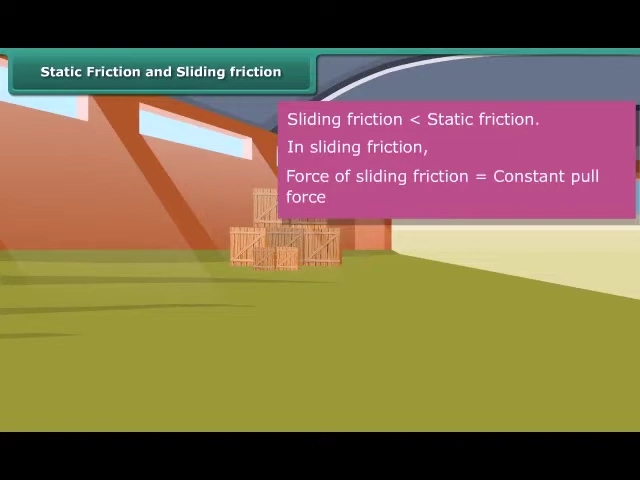 Static Friction and Sliding friction
Sliding friction < Static friction.
In sliding friction,
Force of sliding friction = Constant pull
force